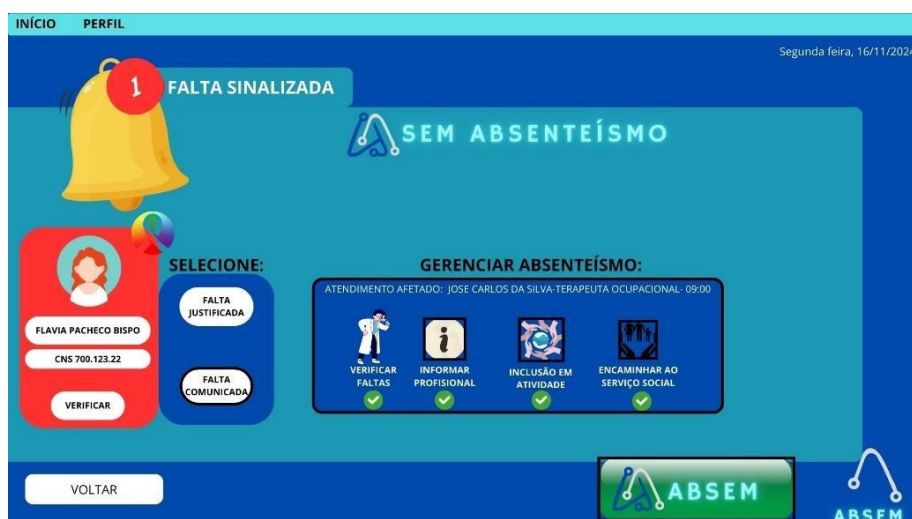 INÍCIO PERFIL
Segunda feira, 16/11/2024
1
FALTA SINALIZADA
SEM ABSENTEÍSMO
SELECIONE:
GERENCIAR ABSENTEÍSMO:
ATENDIMENTO AFETADO: JOSE CARLOS DA SILVA-TERAPEUTA OCUPACIONAL- 09:00
FALTA
JUSTIFICADA
FLAVIA PACHECO BISPO
CNS 700.123.22
VERIFICAR
FALTA
COMUNICADA
VERIFICAR
FALTAS
INFORMAR
PROFISIONAL
INCLUSÃO EM
ATIVIDADE
ENCAMINHAR AO
SERVIÇO SOCIAL
VOLTAR
ABSEM
ABSEM